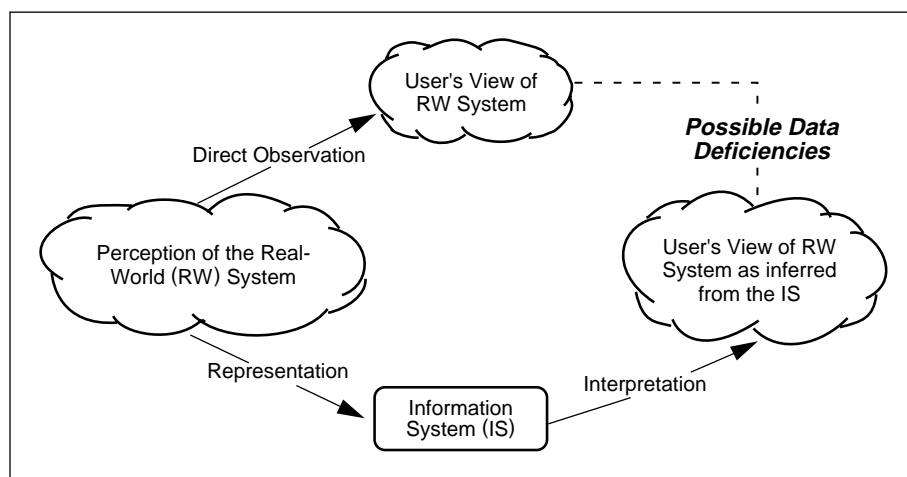 User's View of
RW System
Possible Data
Deficiencies
Direct Observation
Perception of the Real-
World (RW) System
User's View of RW
System as inferred
from the IS
Representation
Interpretation
Information
System (IS)